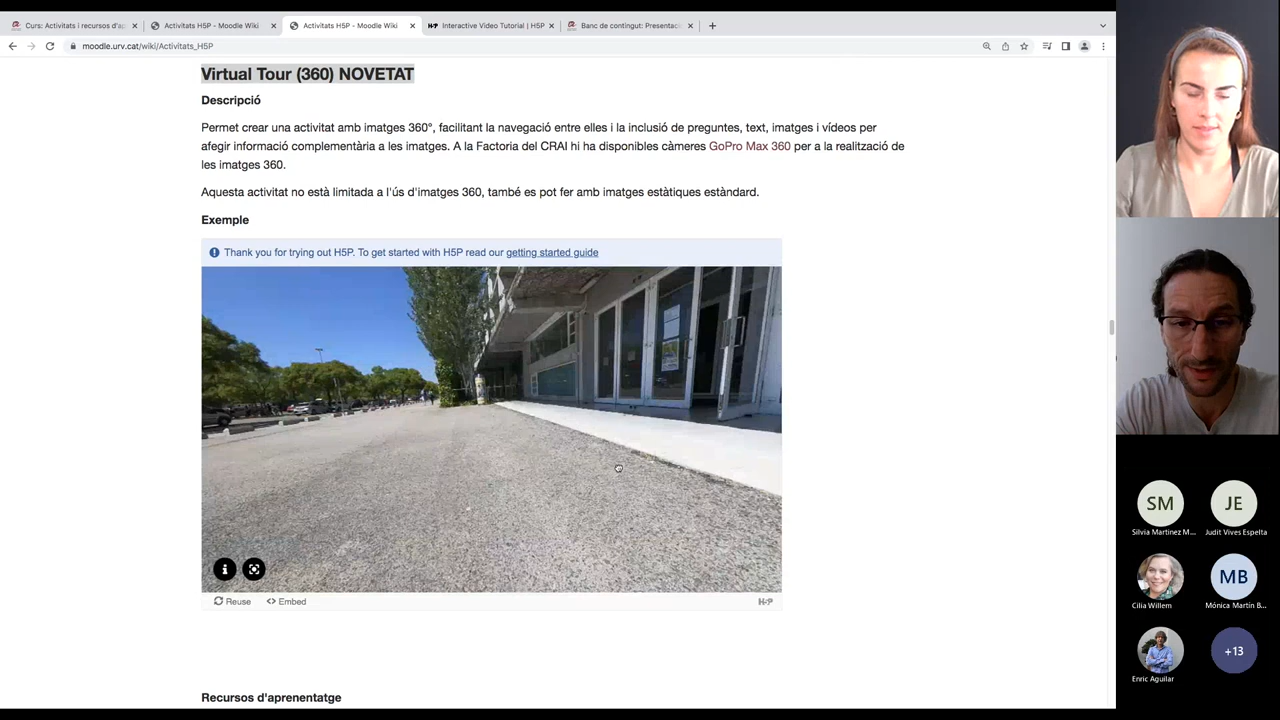 Curs: Activitats i recursos d'ap
Activitats H5P - Moodle Wiki
Activitats H5P - Moodle Wiki
H-P Interactive Video Tutorial | H5P
Banc de contingut: Presentaci
moodle.urv.cat/wiki/Activitats_H5P
Virtual Tour (360) NOVETAT
Descripció
Permet crear una activitat amb imatges 360°, facilitant la navegació entre elles i la inclusió de preguntes, text, imatges i vídeos per
afegir informació complementària a les imatges. A la Factoria del CRAI hi ha disponibles càmeres GoPro Max 360 per a la realització de
les imatges 360.
Aquesta activitat no està limitada a l'ús d'imatges 360, també es pot fer amb imatges estàtiques estàndard.
Exemple
Thank you for trying out H5P. To get started with H5P read our getting started guide
Reuse
Embed
H-P
Recursos d'aprenentatge
SM
JE
Silvia Martinez M...
Judit Vives Espelta
MB
Cilia Willem
Mónica Martín B...
+13
Enric Aguilar